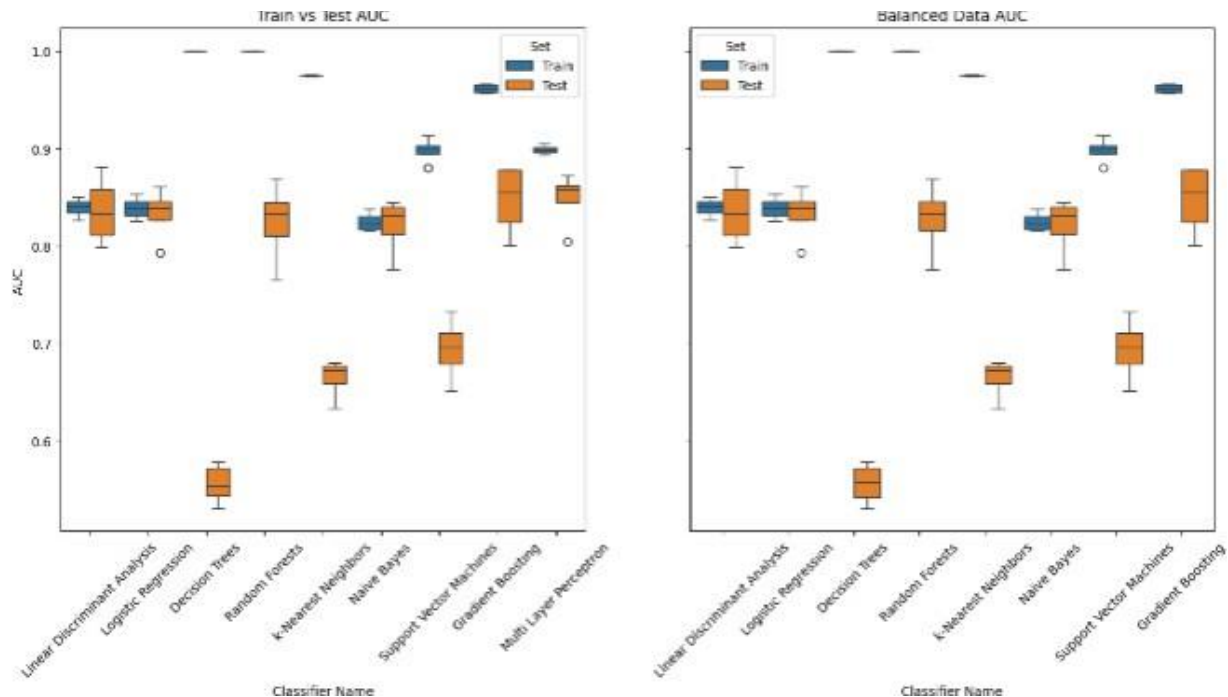 Train vs Test AUC
1.0
0.9
0.8
0.7
0.6
AUC
Set
Train
Test
Linear Discriminant Analysis
Logistic Regression
Decision Trees
Random Forests
k-Nearest Neighbors
Naive Bayes
Support Vector Machines
Gradient Boosting
Multi Layer Perceptron
Classifier Name
Balanced Data AUC
Set
Train
Test
Linear Discriminant Analysis
Logistic Regression
Decision Trees
Random Forests
k-Nearest Neighbors
Naive Bayes
Support Vector Machines
Gradient Boosting
Classifier Name